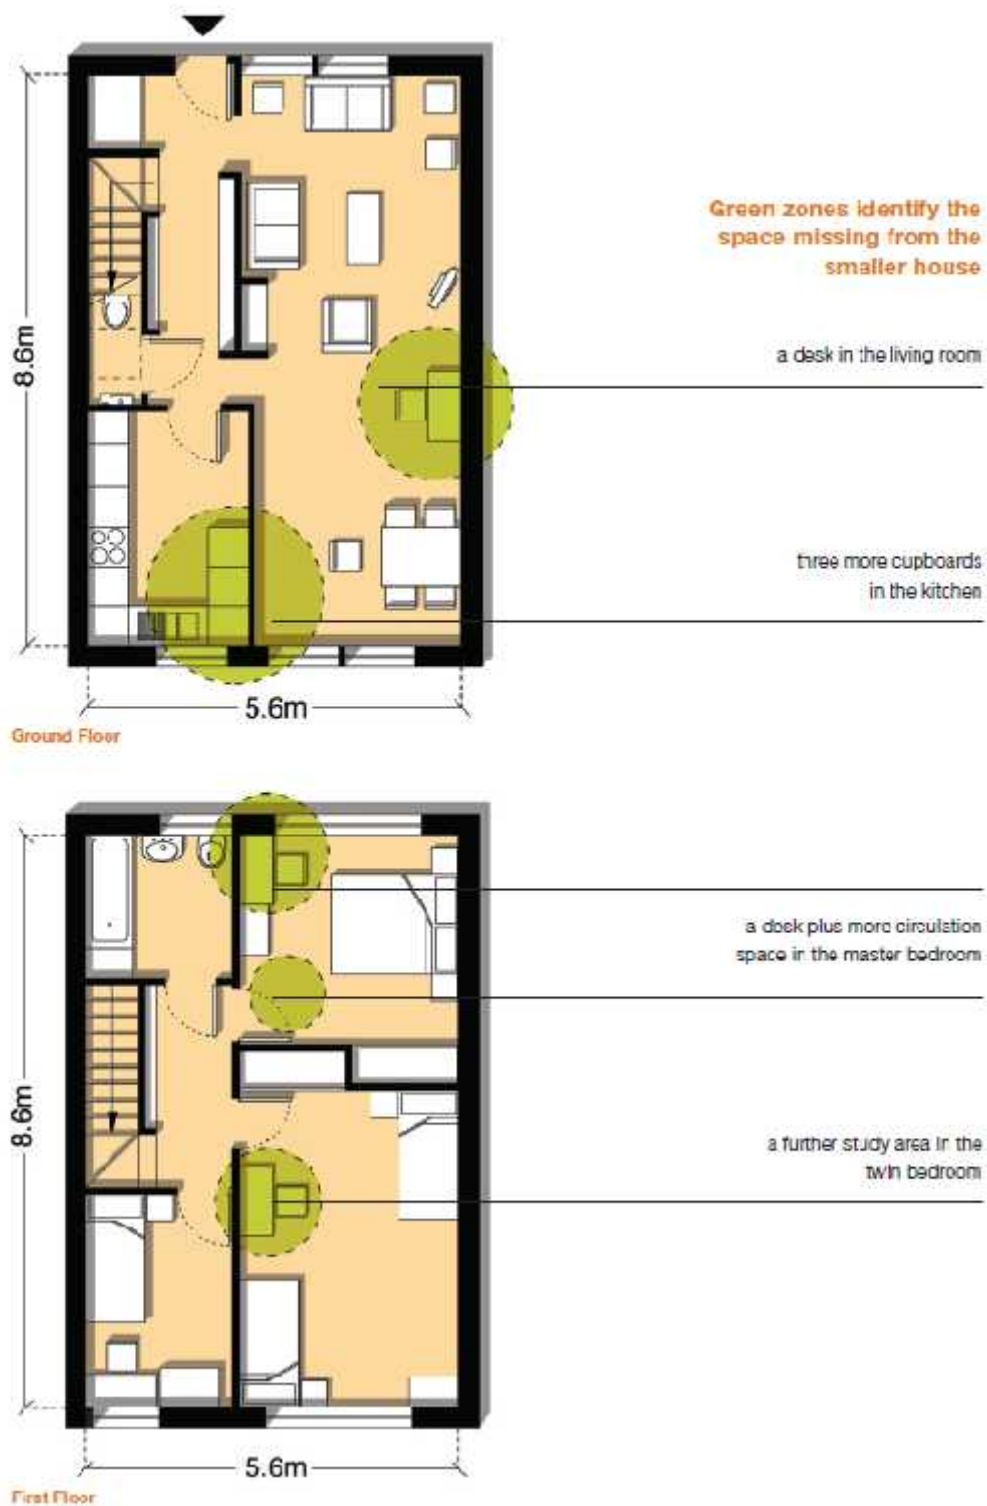 Green zones identify the
space missing from the
smaller house
a desk in the living room
8.6m
three more cupboards
in the kitchen
5.6m
Ground Floor
a desk plus more circulation
space in the master bedroom
8.6m
a further study area in the
twin bedroom
5.6m
First Floor